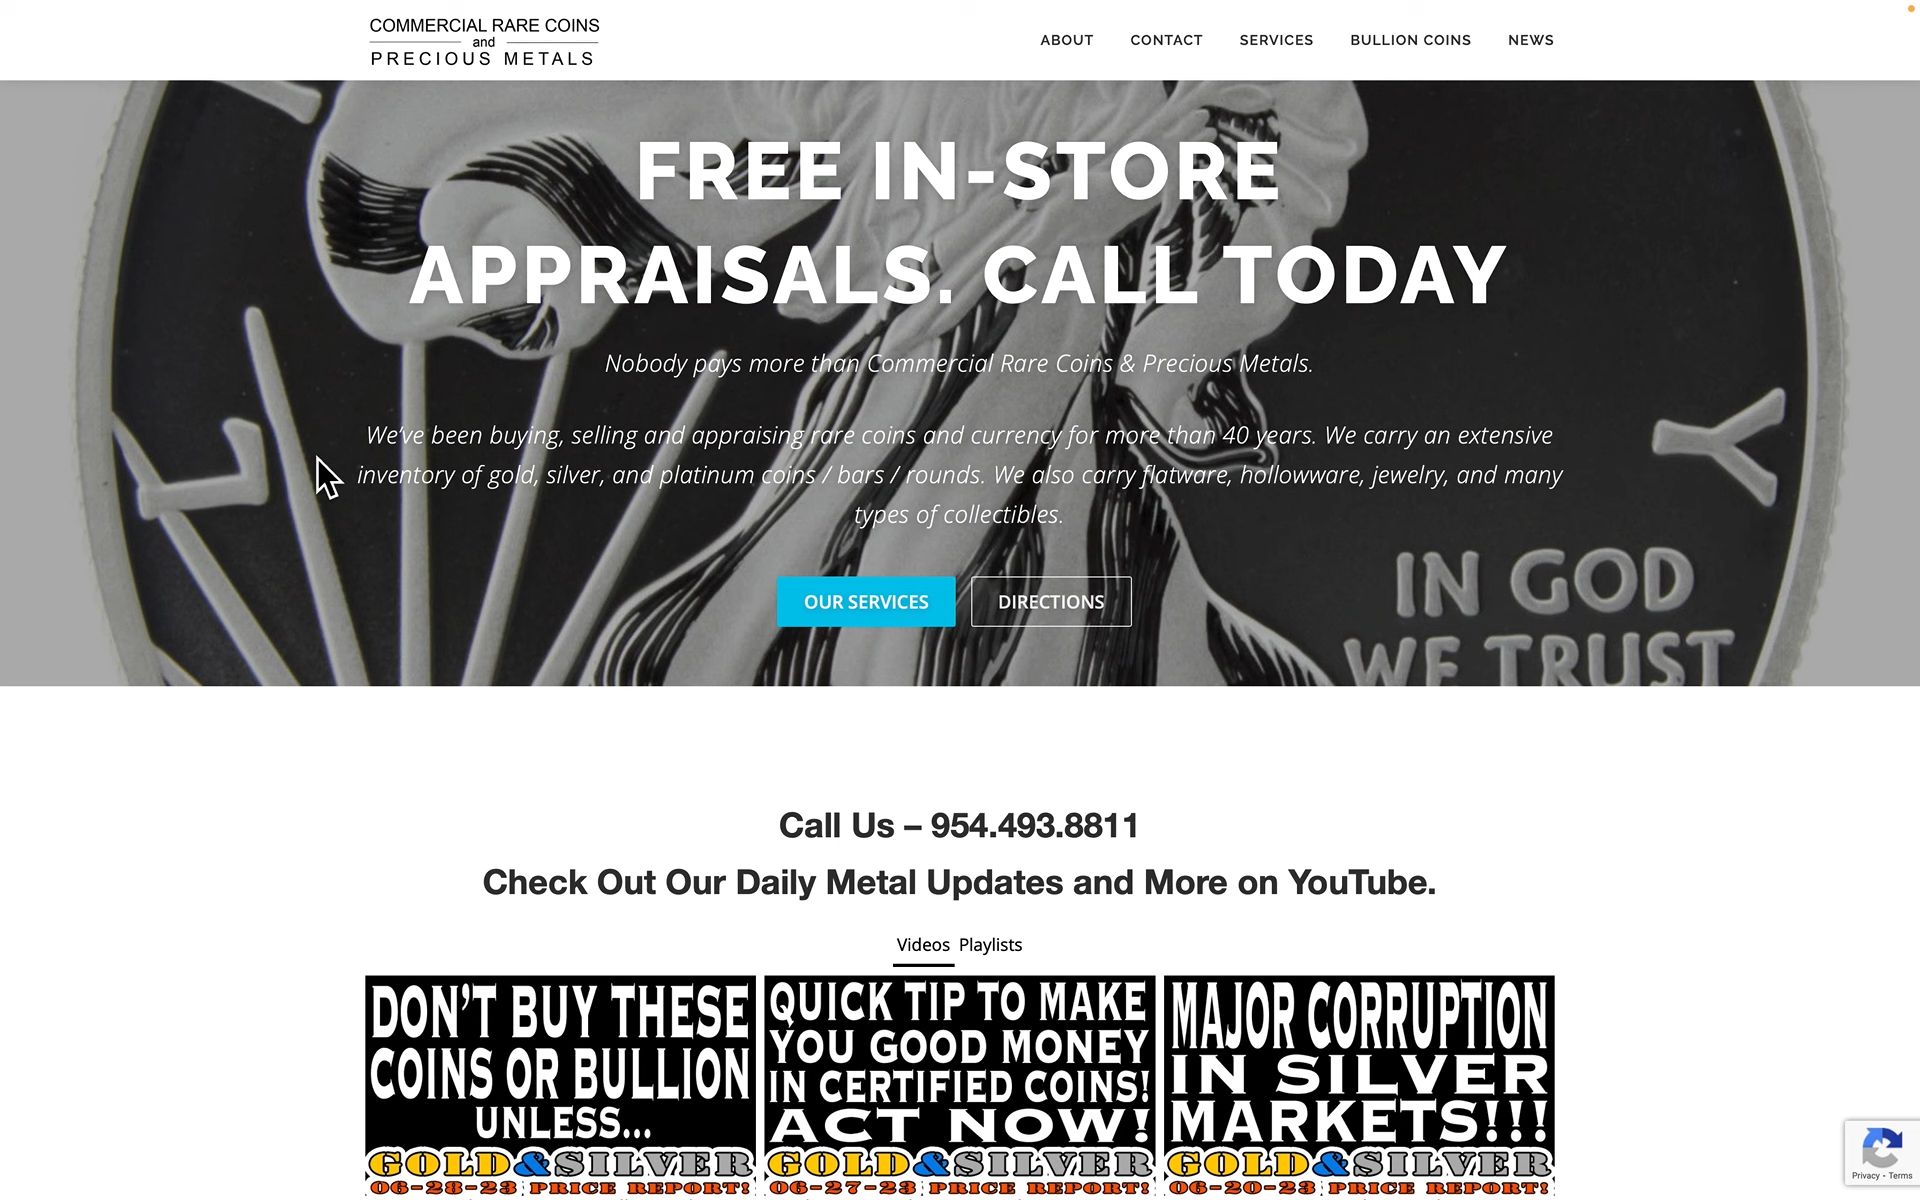 COMMERCIAL RARE COINS
and
PRECIOUS METALS
ABOUT
CONTACT
SERVICES
BULLION COINS
NEWS
FREE IN-STORE
APPRAISALS. CALL TODAY
Nobody pays more than Commercial Rare Coins & Precious Metals.
We've been buying, selling and appraising rare coins and currency for more than 40 years. We carry an extensive
inventory of gold, silver, and platinum coins / bars / rounds. We also carry flatware, hollowware, jewelry, and many
types of collectibles.
OUR SERVICES
DIRECTIONS
L
Y
IN GOD
WE TRUST
Call Us – 954.493.8811
Check Out Our Daily Metal Updates and More on YouTube.
Videos
Playlists
DON'T BUY THESE
COINS OR BULLION
UNLESS...
GOLD&SILVER
06-28-23 PRICE REPORT!
QUICK TIP TO MAKE
YOU GOOD MONEY
IN CERTIFIED COINS!
ACT NOW!
GOLD&SILVER
06-27-23 PRICE REPORT!
MAJOR CORRUPTION
IN SILVER
MARKETS!!!
GOLD&SILVER
06-20-23 PRICE REPORT!
Privacy - Terms